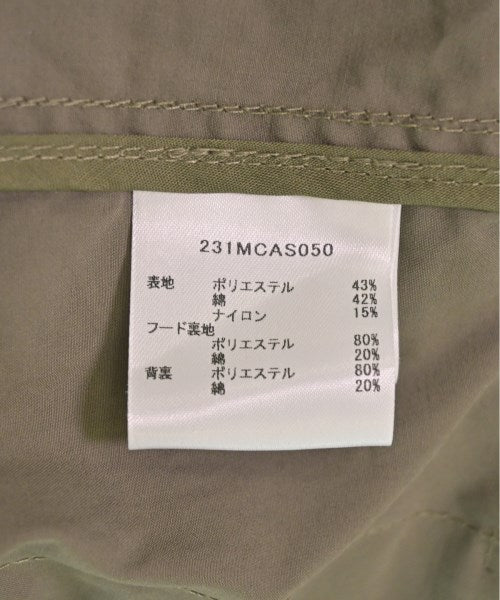 231MCAS050
表地 ポリエステル 43%
綿 42%
ナイロン 15%
フード裏地
ポリエステル 80%
綿 20%
背裏 ポリエステル 80%
綿 20%